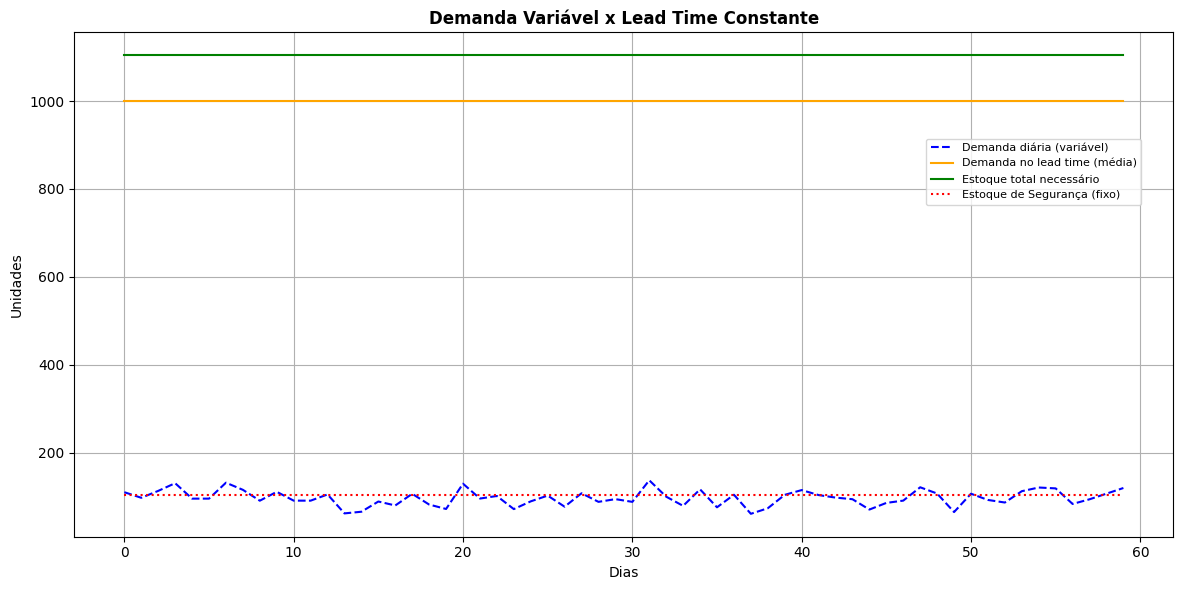 Demanda Variável x Lead Time Constante
Unidades
1000
800
600
400
200
Demanda diária (variável)
Demanda no lead time (média)
Estoque total necessário
Estoque de Segurança (fixo)
0 10 20 30 40 50 60
Dias